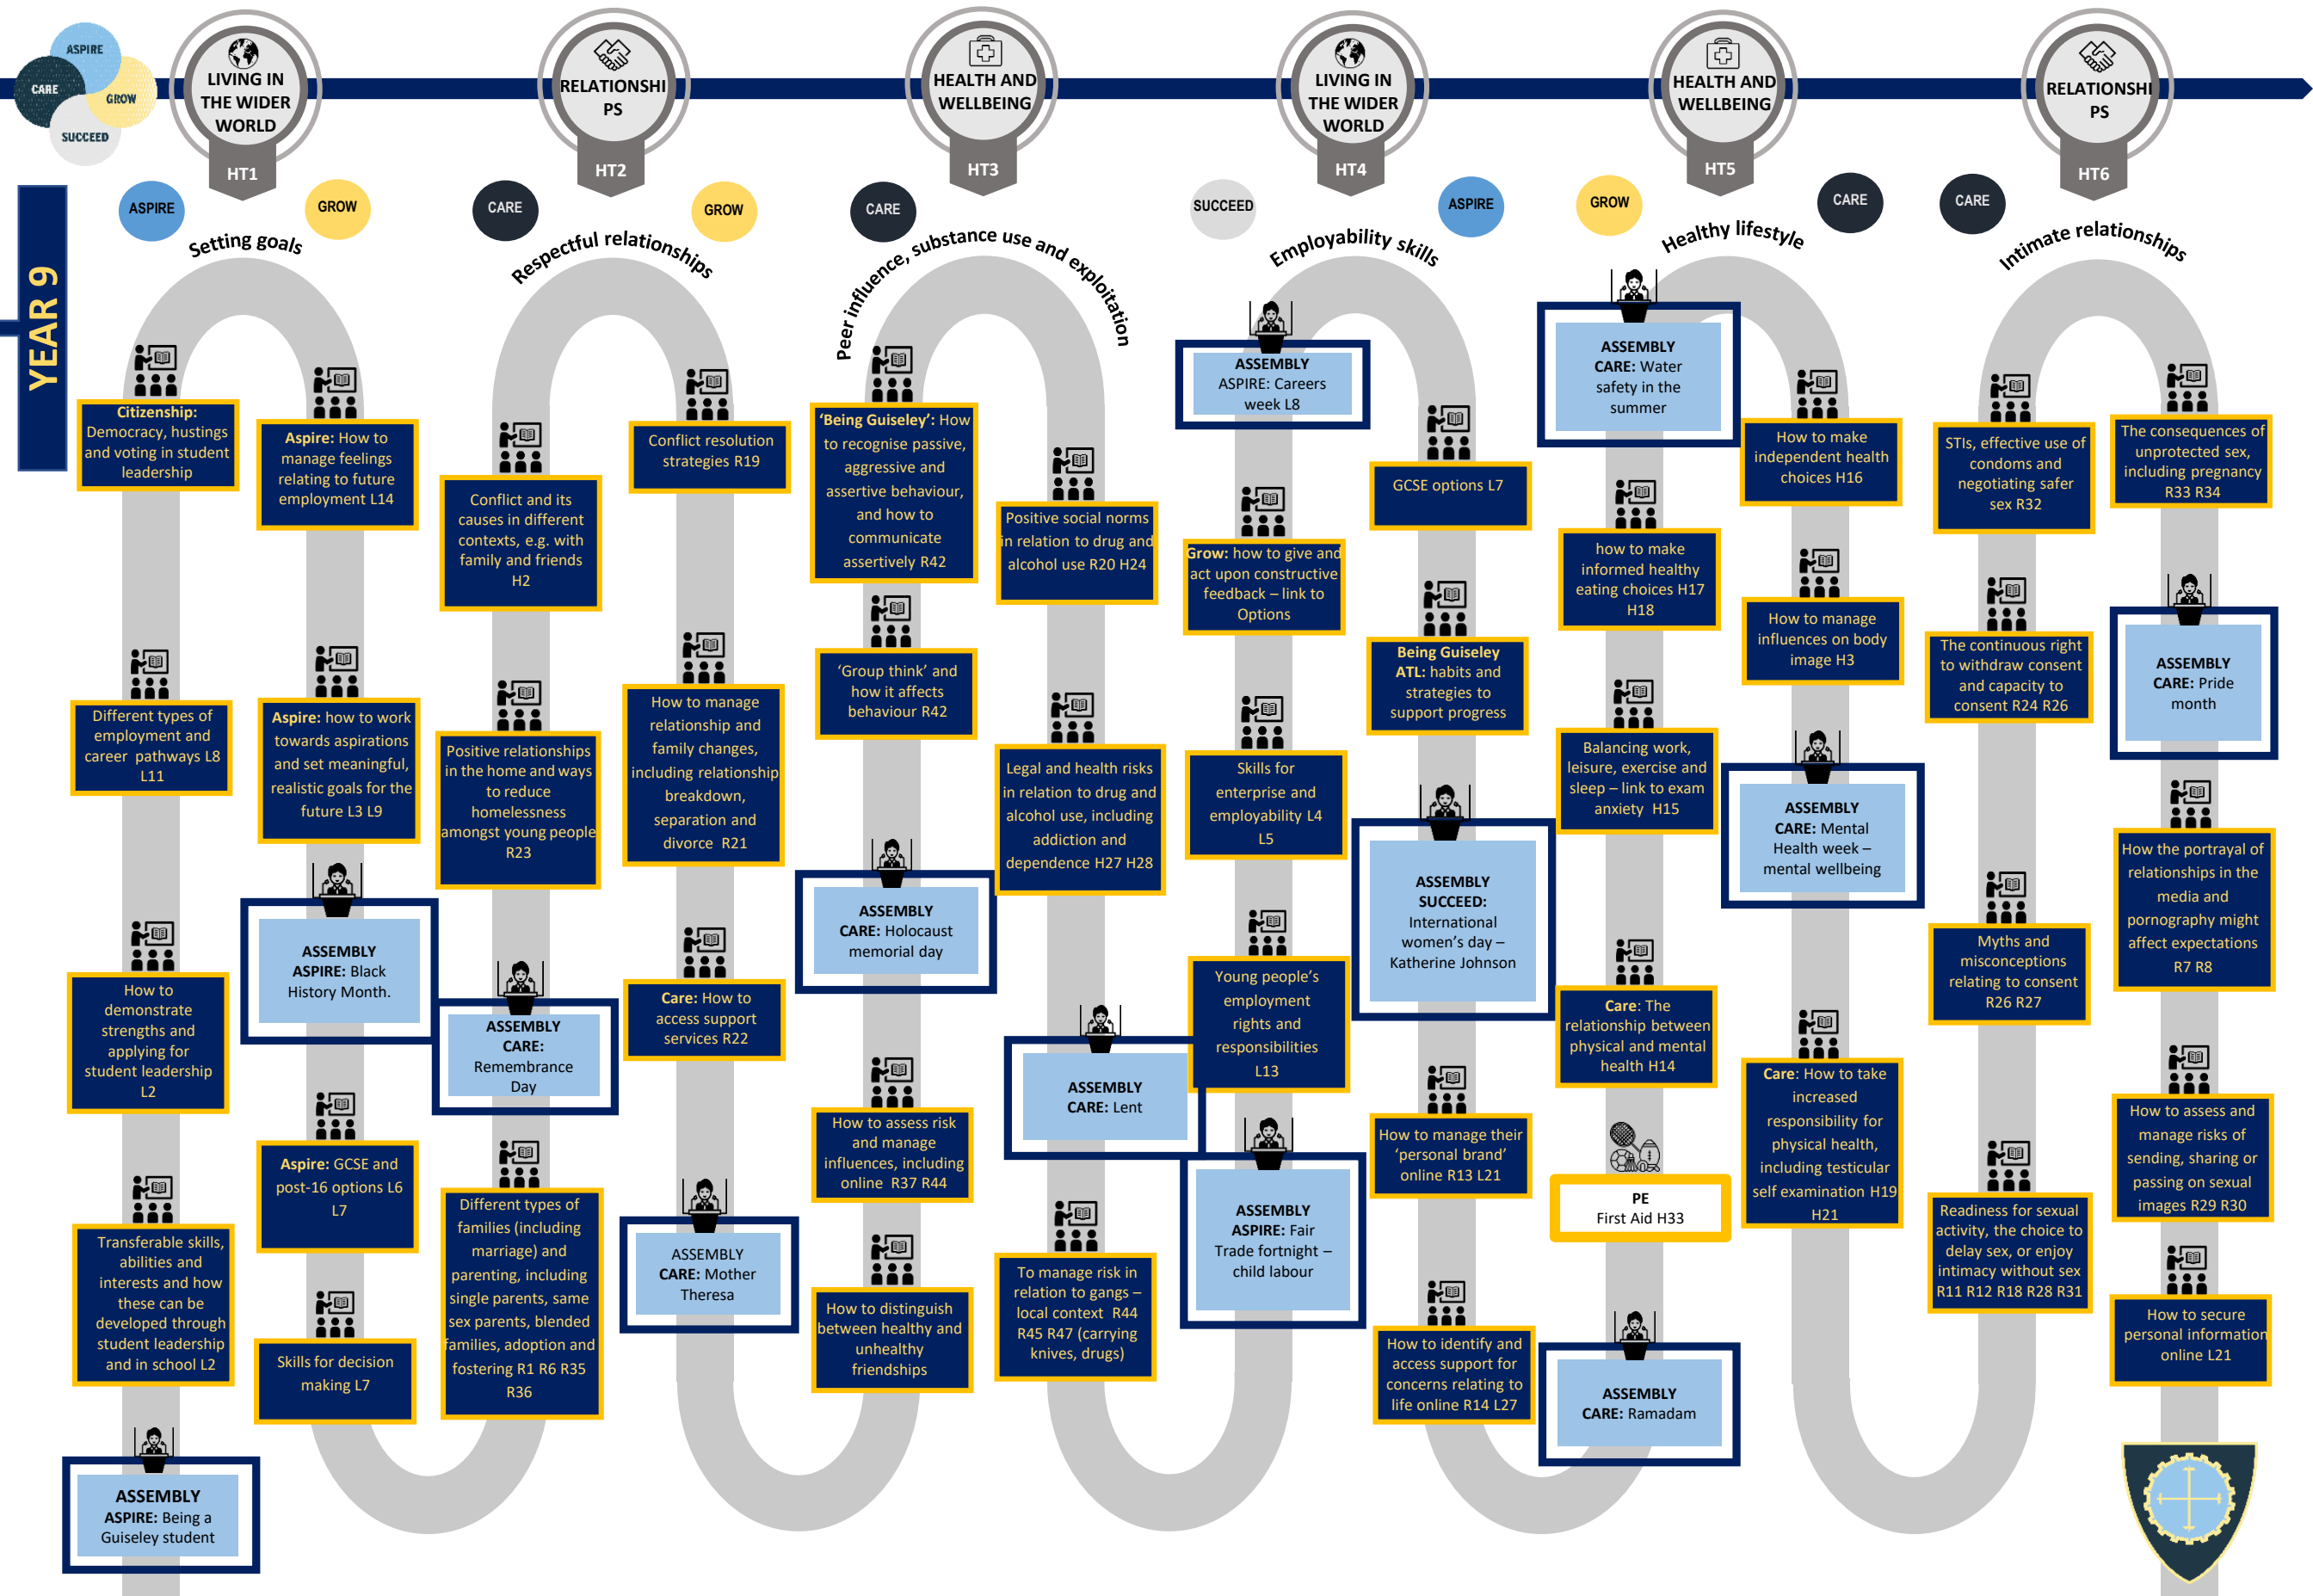 ASPIRE
CARE
GROW
SUCCEED
LIVING IN
THE WIDER
WORLD
HT1
RELATIONSHI
PS
HT2
HEALTH AND
WELLBEING
HT3
LIVING IN
THE WIDER
WORLD
HT4
HEALTH AND
WELLBEING
HT5
RELATIONSHI
PS
HT6
YEAR 9
ASPIRE
GROW
CARE
GROW
CARE
SUCCEED
ASPIRE
GROW
CARE
CARE
Setting goals
Respectful relationships
Peer influence, substance use and exploitation
Employability skills
Healthy lifestyle
Intimate relationships
Citizenship:
Democracy, hustings
and voting in student
leadership
Different types of
employment and
career pathways L8
L11
How to
demonstrate
strengths and
applying for
student leadership
L2
Transferable skills,
abilities and
interests and how
these can be
developed through
student leadership
and in school L2
ASSEMBLY
ASPIRE: Being a
Guiseley student
Aspire: How to
manage feelings
relating to future
employment L14
Aspire: how to work
towards aspirations
and set meaningful,
realistic goals for the
future L3 L9
ASSEMBLY
ASPIRE: Black
History Month.
Aspire: GCSE and
post-16 options L6
L7
Skills for decision
making L7
Conflict and its
causes in different
contexts, e.g. with
family and friends
H2
Positive relationships
in the home and ways
to reduce
homelessness
amongst young people
R23
ASSEMBLY
CARE:
Remembrance
Day
Different types of
families (including
marriage) and
parenting, including
single parents, same
sex parents, blended
families, adoption and
fostering R1 R6 R35
R36
Conflict resolution
strategies R19
How to manage
relationship and
family changes,
including relationship
breakdown,
separation and
divorce R21
Care: How to
access support
services R22
ASSEMBLY
CARE: Mother
Theresa
‘Being Guiseley’: How
to recognise passive,
aggressive and
assertive behaviour,
and how to
communicate
assertively R42
‘Group think’ and
how it affects
behaviour R42
ASSEMBLY
CARE: Holocaust
memorial day
How to assess risk
and manage
influences, including
online R37 R44
How to distinguish
between healthy and
unhealthy
friendships
Positive social norms
in relation to drug and
alcohol use R20 H24
Legal and health risks
in relation to drug and
alcohol use, including
addiction and
dependence H27 H28
ASSEMBLY
CARE: Lent
To manage risk in
relation to gangs –
local context R44
R45 R47 (carrying
knives, drugs)
ASSEMBLY
ASPIRE: Careers
week L8
Grow: how to give and
act upon constructive
feedback – link to
Options
Skills for
enterprise and
employability L4
L5
Young people’s
employment
rights and
responsibilities
L13
ASSEMBLY
ASPIRE: Fair
Trade fortnight –
child labour
GCSE options L7
Being Guiseley
ATL: habits and
strategies to
support progress
ASSEMBLY
SUCCEED:
International
women’s day –
Katherine Johnson
How to manage their
‘personal brand’
online R13 L21
How to identify and
access support for
concerns relating to
life online R14 L27
ASSEMBLY
CARE: Water
safety in the
summer
how to make
informed healthy
eating choices H17
H18
Balancing work,
leisure, exercise and
sleep – link to exam
anxiety H15
Care: The
relationship between
physical and mental
health H14
PE
First Aid H33
ASSEMBLY
CARE: Ramadam
How to make
independent health
choices H16
How to manage
influences on body
image H3
ASSEMBLY
CARE: Mental
Health week –
mental wellbeing
Care: How to take
increased
responsibility for
physical health,
including testicular
self examination H19
H21
STIs, effective use of
condoms and
negotiating safer
sex R32
The continuous right
to withdraw consent
and capacity to
consent R24 R26
Myths and
misconceptions
relating to consent
R26 R27
Readiness for sexual
activity, the choice to
delay sex, or enjoy
intimacy without sex
R11 R12 R18 R28 R31
The consequences of
unprotected sex,
including pregnancy
R33 R34
ASSEMBLY
CARE: Pride
month
How the portrayal of
relationships in the
media and
pornography might
affect expectations
R7 R8
How to assess and
manage risks of
sending, sharing or
passing on sexual
images R29 R30
How to secure
personal information
online L21